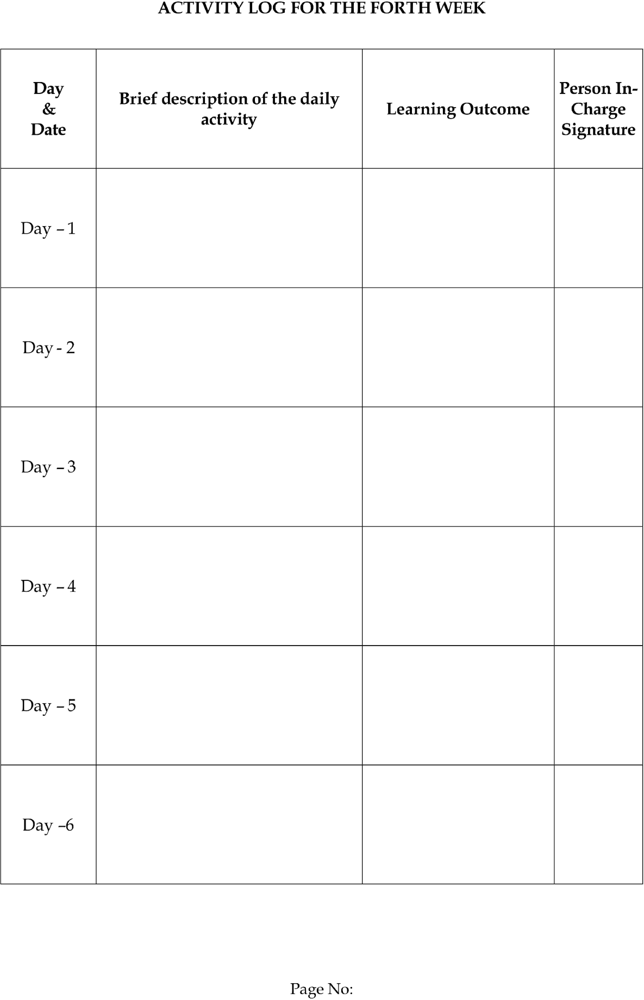 ACTIVITY LOG FOR THE FORTH WEEK
Day
&
Date
Brief description of the daily
activity
Learning Outcome
Person In-
Charge
Signature
Day – 1
Day - 2
Day – 3
Day – 4
Day – 5
Day –6
Page No: